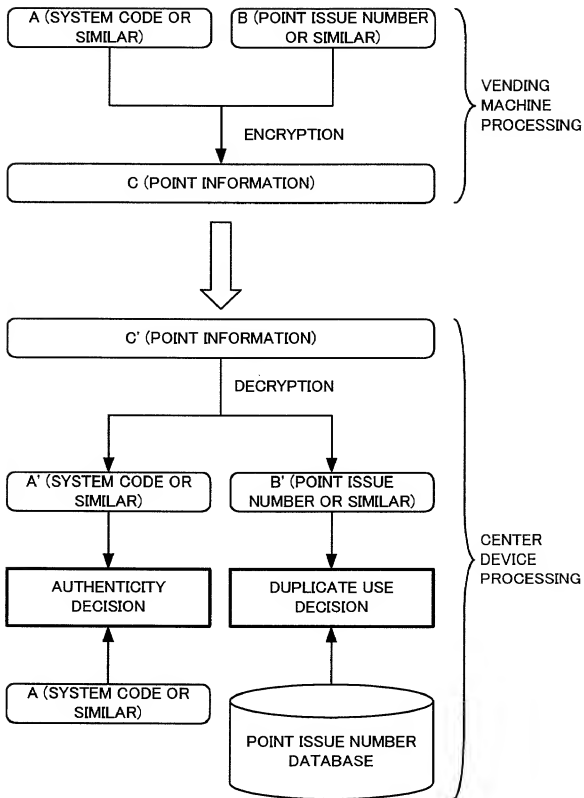 A (SYSTEM CODE OR
SIMILAR)
B (POINT ISSUE NUMBER
OR SIMILAR)
VENDING
MACHINE
PROCESSING
ENCRYPTION
C (POINT INFORMATION)
C' (POINT INFORMATION)
DECRYPTION
A' (SYSTEM CODE OR
SIMILAR)
B' (POINT ISSUE
NUMBER OR SIMILAR)
CENTER
DEVICE
PROCESSING
AUTHENTICITY
DECISION
DUPLICATE USE
DECISION
A (SYSTEM CODE OR
SIMILAR)
POINT ISSUE NUMBER
DATABASE